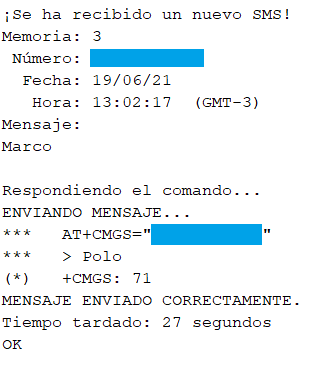 ¡Se ha recibido un nuevo SMS!
Memoria: 3
Número:
Fecha: 19/06/21
Hora: 13:02:17 (GMT-3)
Mensaje:
Marco
Respondiendo el comando...
ENVIANDO MENSAJE...
*** AT+CMGS=" "
*** > Polo
(*) +CMGS: 71
MENSAJE ENVIADO CORRECTAMENTE.
Tiempo tardado: 27 segundos
OK